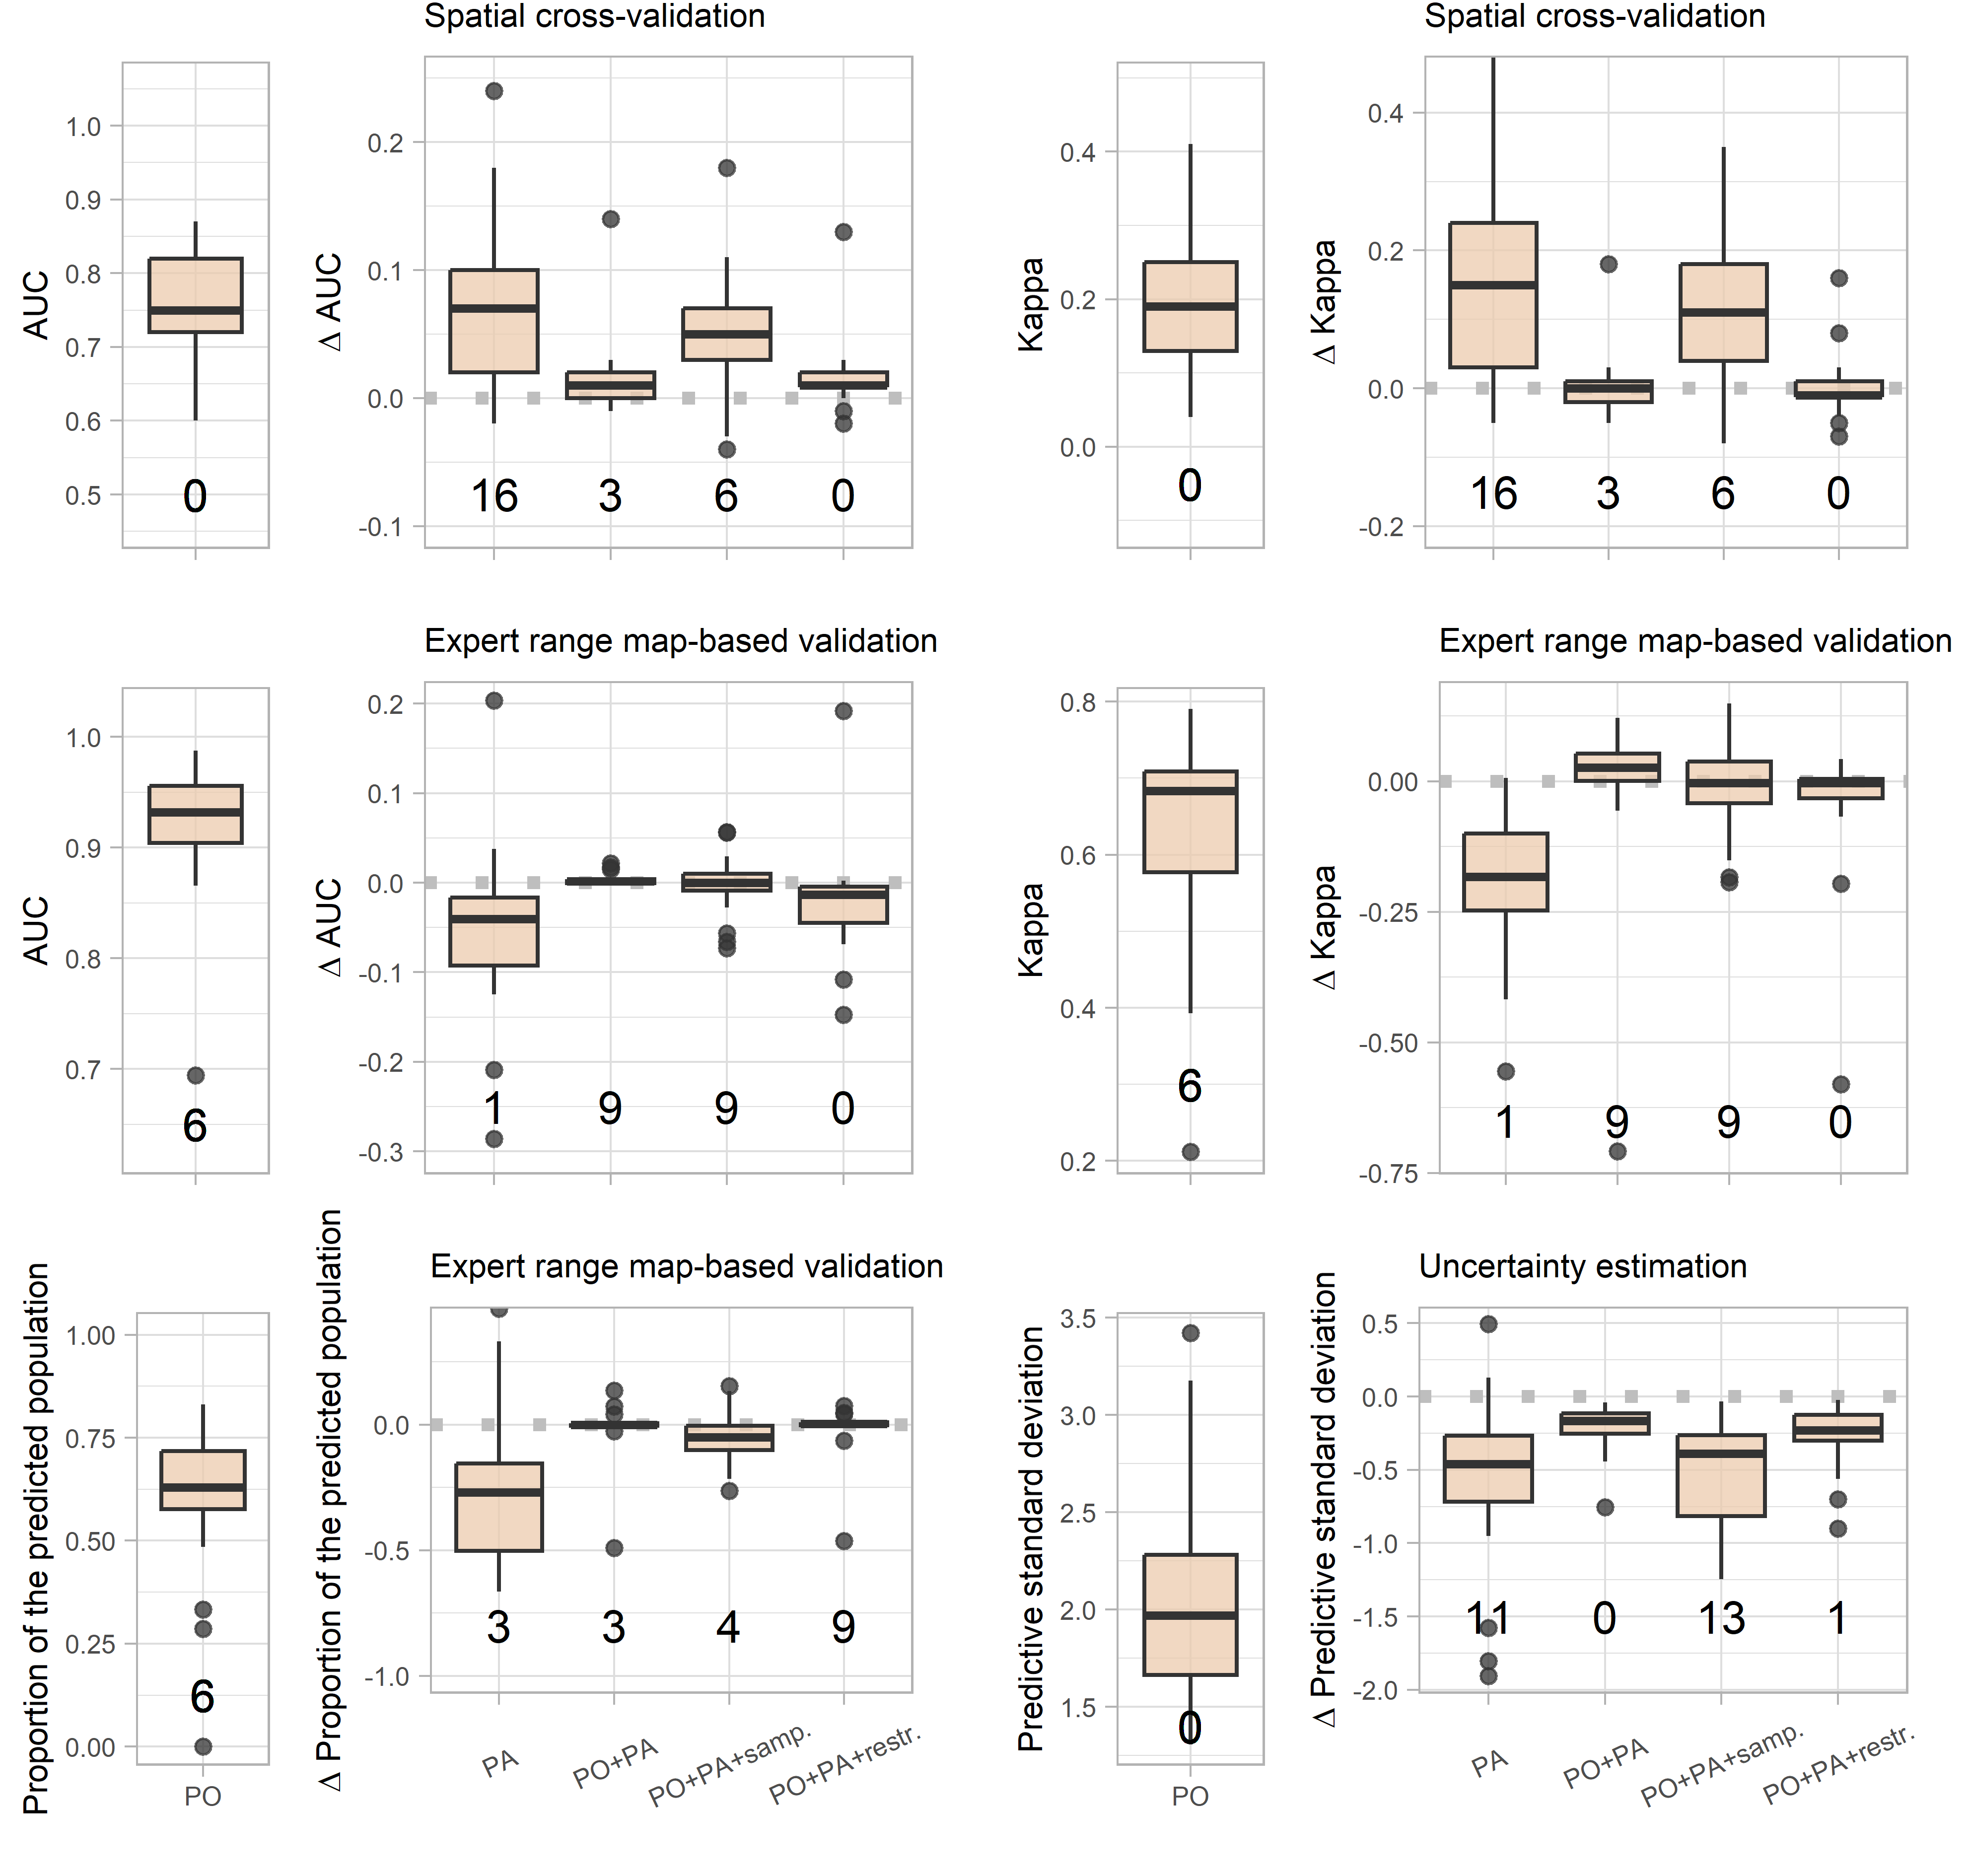 Spatial cross-validation
Spatial cross-validation
AUC
1.0
0.9
0.8
0.7
0.6
0.5
0
Δ AUC
0.2
0.1
0.0
-0.1
16 3 6 0
Kappa
0.4
0.2
0.0
0
Δ Kappa
0.4
0.2
0.0
-0.2
16 3 6 0
Expert range map-based validation
Expert range map-based validation
AUC
1.0
0.9
0.8
0.7
6
Δ AUC
0.2
0.1
0.0
-0.1
-0.2
-0.3
1 9 9 0
Kappa
0.8
0.6
0.4
0.2
6
Δ Kappa
0.00
-0.25
-0.50
-0.75
1 9 9 0
Expert range map-based validation
Uncertainty estimation
Proportion of the predicted population
1.00
0.75
0.50
0.25
0.00
6
PO
Δ Proportion of the predicted population
0.0
-0.5
-1.0
3 3 4 9
PA
PO+PA
PO+PA+samp.
PO+PA+restr.
Predictive standard deviation
3.5
3.0
2.5
2.0
1.5
0
PO
Δ Predictive standard deviation
0.5
0.0
-0.5
-1.0
-1.5
-2.0
11 0 13 1
PA
PO+PA
PO+PA+samp.
PO+PA+restr.